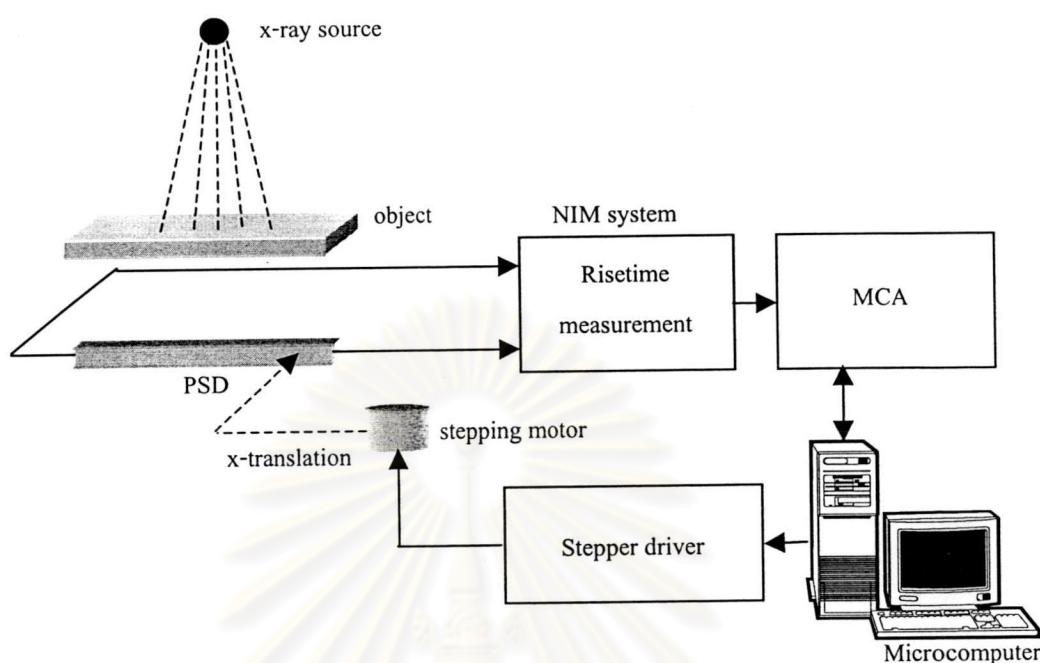 x-ray source
object
NIM system
Risetime
measurement
MCA
PSD
stepping motor
x-translation
Stepper driver
Microcomputer